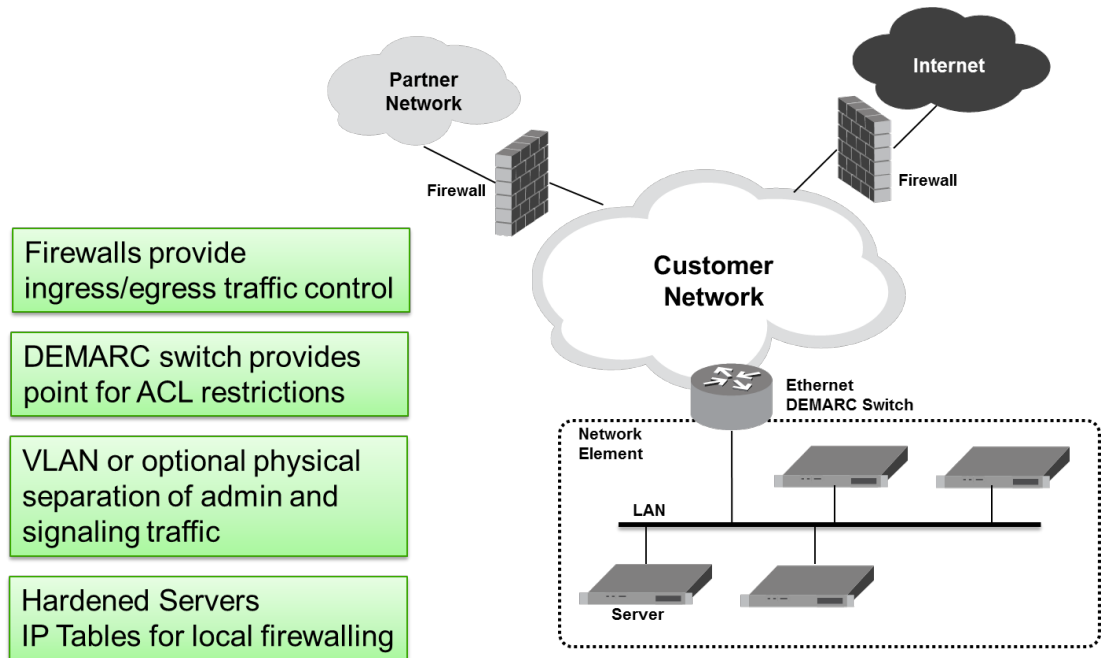 Partner
Network
Internet
Firewall
Firewall
Firewalls provide
ingress/egress traffic control
Customer
Network
DEMARC switch provides
point for ACL restrictions
Ethernet
DEMARC Switch
VLAN or optional physical
separation of admin and
signaling traffic
Network
Element
LAN
Hardened Servers
IP Tables for local firewalling
Server